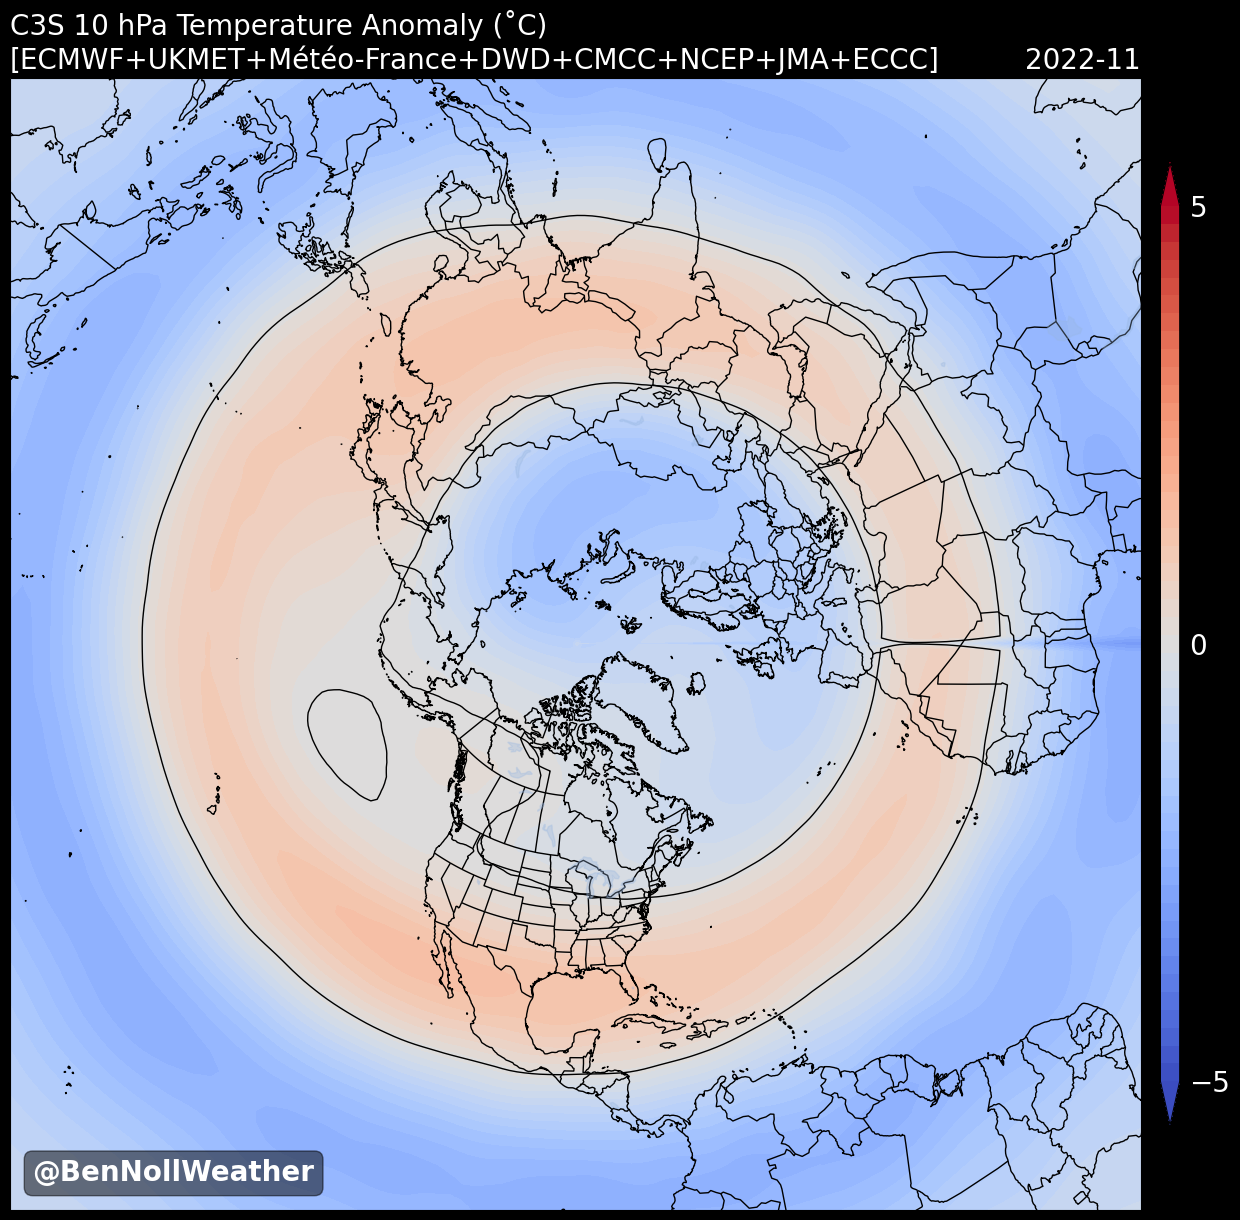 C3S 10 hPa Temperature Anomaly (˚C)
[ECMWF+UKMET+Météo-France+DWD+CMCC+NCEP+JMA+ECCC] 2022-11
5
0
−5
@BenNollWeather